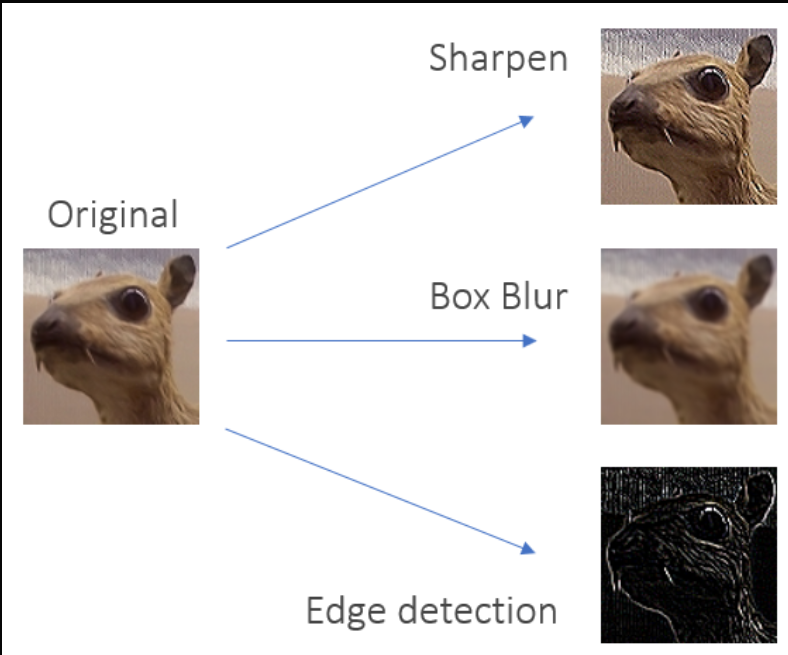 Sharpen
Original
Box Blur
Edge detection